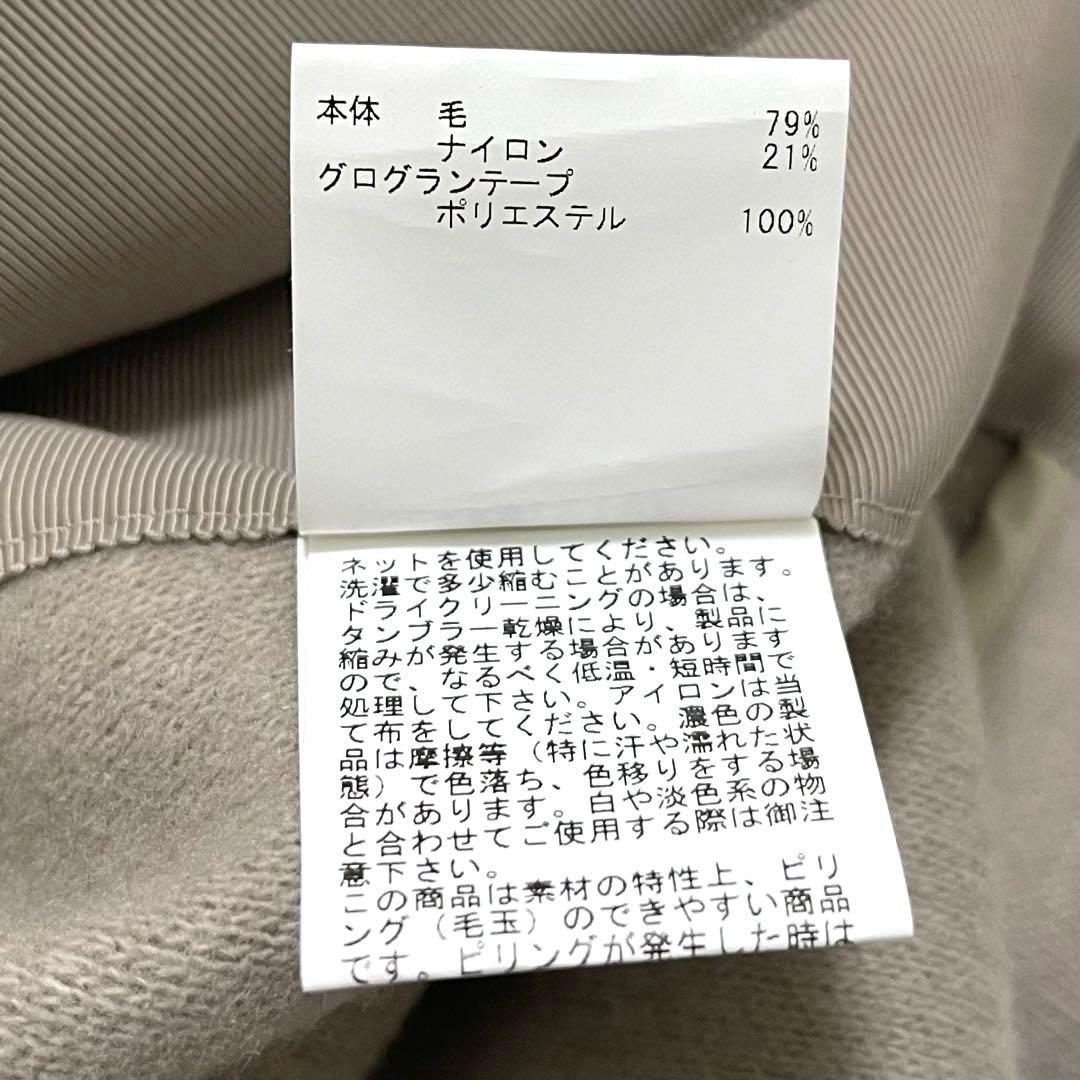 本体 毛 79%
ナイロン 21%
グログランテープ
ポリエステル 100%
ネットを使用してください。
洗濯で多少縮むことがあります。
ドライクリーニングの場合は、
タンブラー乾燥により、製品に
縮みが発生する場合があります
ので、なるべく低温・短時間で
処理して下さい。アイロンは当
て布をしてください。濃色の製
品は摩擦等（特に汗や濡れた状
態）で色落ち、色移りをする場
合があります。白や淡色系の物
と合わせてご使用する際は御注
意下さい。
この商品は素材の特性上、ピリ
ング（毛玉）のできやすい商品
です。ピリングが発生した時は